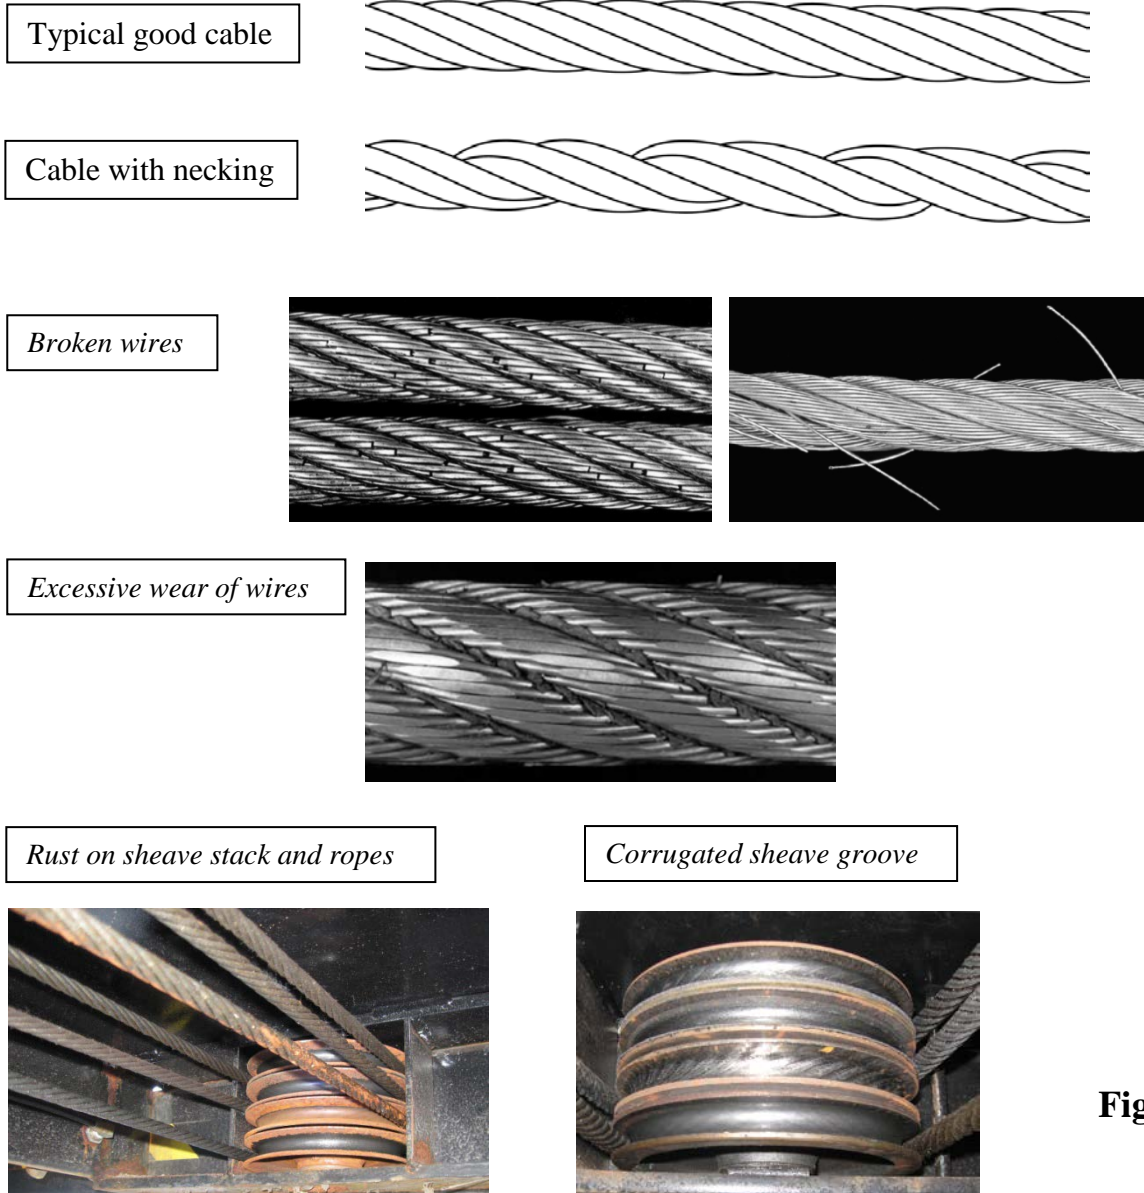 Typical good cable
Cable with necking
Broken wires
Excessive wear of wires
Rust on sheave stack and ropes
Corrugated sheave groove
Fig